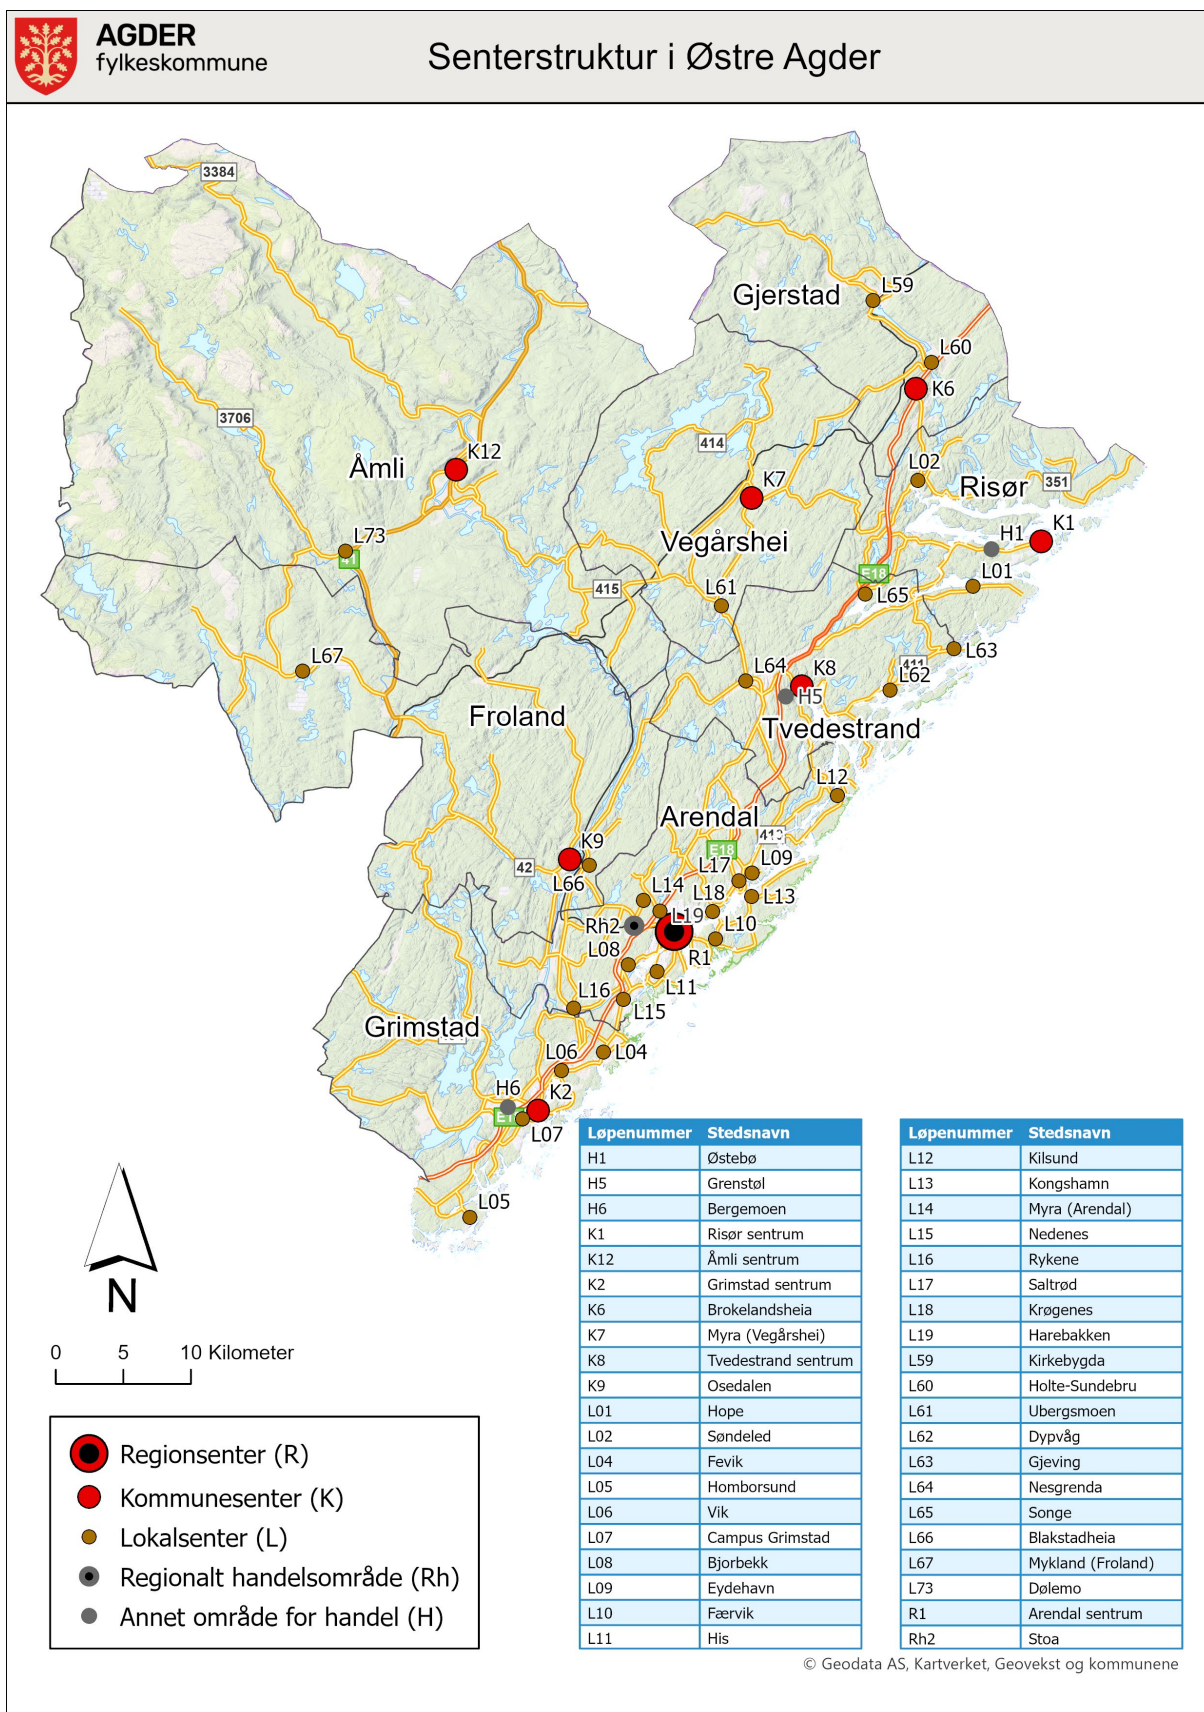 AGDER
fylkeskommune
Senterstruktur i Østre Agder
3384
Gjerstad
L59
L60
K6
3706
414
K12
Åmli
K7
L02
Risør
351
L73
41
Vegårshei
H1
K1
E18
415
L61
L65
L01
L67
L64
K8
H5
411
L63
L62
Froland
Tvedestrand
L12
Arendal
K9
42
L66
E18
L17
L09
L14
L18
L13
L19
Rh2
L10
L08
R1
L11
L16
L15
Grimstad
L06
L04
H6
K2
L07
L05
N
0 5 10 Kilometer
Regionsenter (R)
Kommunesenter (K)
Lokalsenter (L)
Regionalt handelsområde (Rh)
Annet område for handel (H)
Løpenummer Stedsnavn
H1 Østebø
H5 Grenstøl
H6 Bergemoen
K1 Risør sentrum
K12 Åmli sentrum
K2 Grimstad sentrum
K6 Brokelandsheia
K7 Myra (Vegårshei)
K8 Tvedestrand sentrum
K9 Osedalen
L01 Hope
L02 Søndeled
L04 Fevik
L05 Homborsund
L06 Vik
L07 Campus Grimstad
L08 Bjorbekk
L09 Eydehavn
L10 Færvik
L11 His
Løpenummer Stedsnavn
L12 Kilsund
L13 Kongshamn
L14 Myra (Arendal)
L15 Nedenes
L16 Rykene
L17 Saltrød
L18 Krøgenes
L19 Harebakken
L59 Kirkebygda
L60 Holte-Sundebru
L61 Ubergsmoen
L62 Dypvåg
L63 Gjeving
L64 Nesgrenda
L65 Songe
L66 Blakstadheia
L67 Mykland (Froland)
L73 Dølemo
R1 Arendal sentrum
Rh2 Stoa
© Geodata AS, Kartverket, Geovekst og kommunene